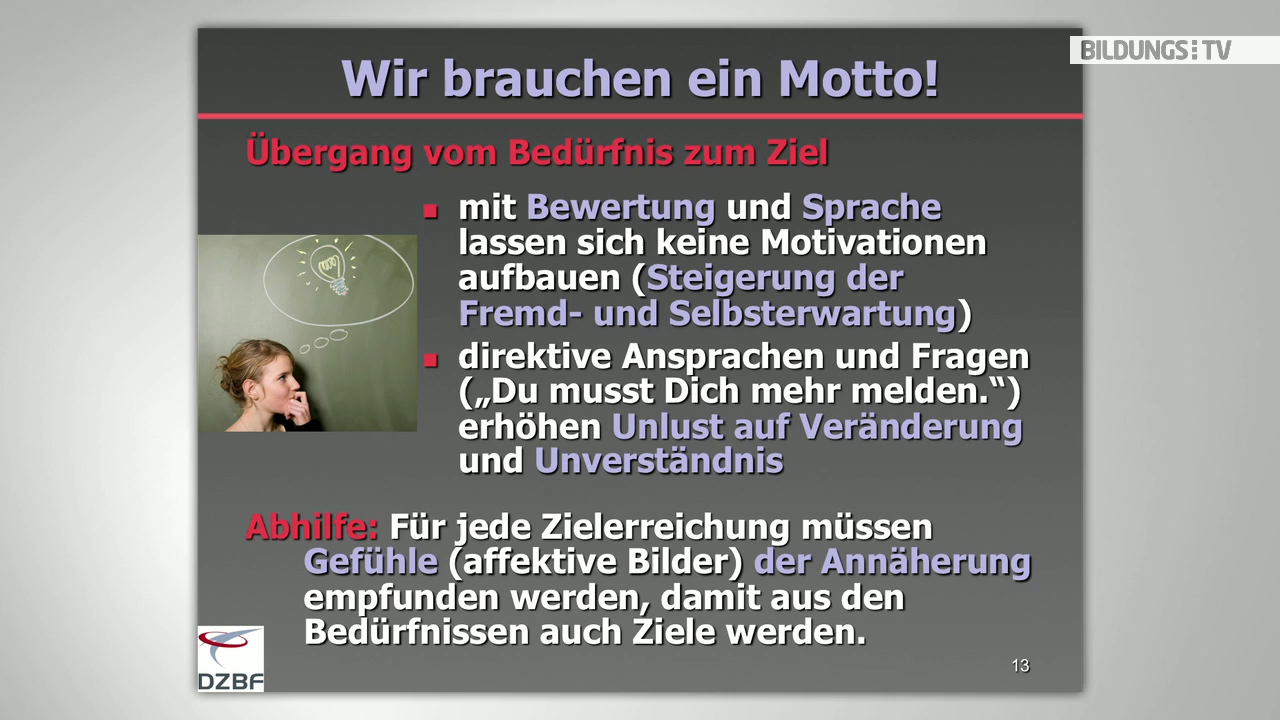 BILDUNGS:TV
Wir brauchen ein Motto!
Übergang vom Bedürfnis zum Ziel
mit Bewertung und Sprache
lassen sich keine Motivationen
aufbauen (Steigerung der
Fremd- und Selbsterwartung)
direktive Ansprachen und Fragen
(„Du musst Dich mehr melden.“)
erhöhen Unlust auf Veränderung
und Unverständnis
Abhilfe: Für jede Zielerreichung müssen
Gefühle (affektive Bilder) der Annäherung
empfunden werden, damit aus den
Bedürfnissen auch Ziele werden.
DZBF
13